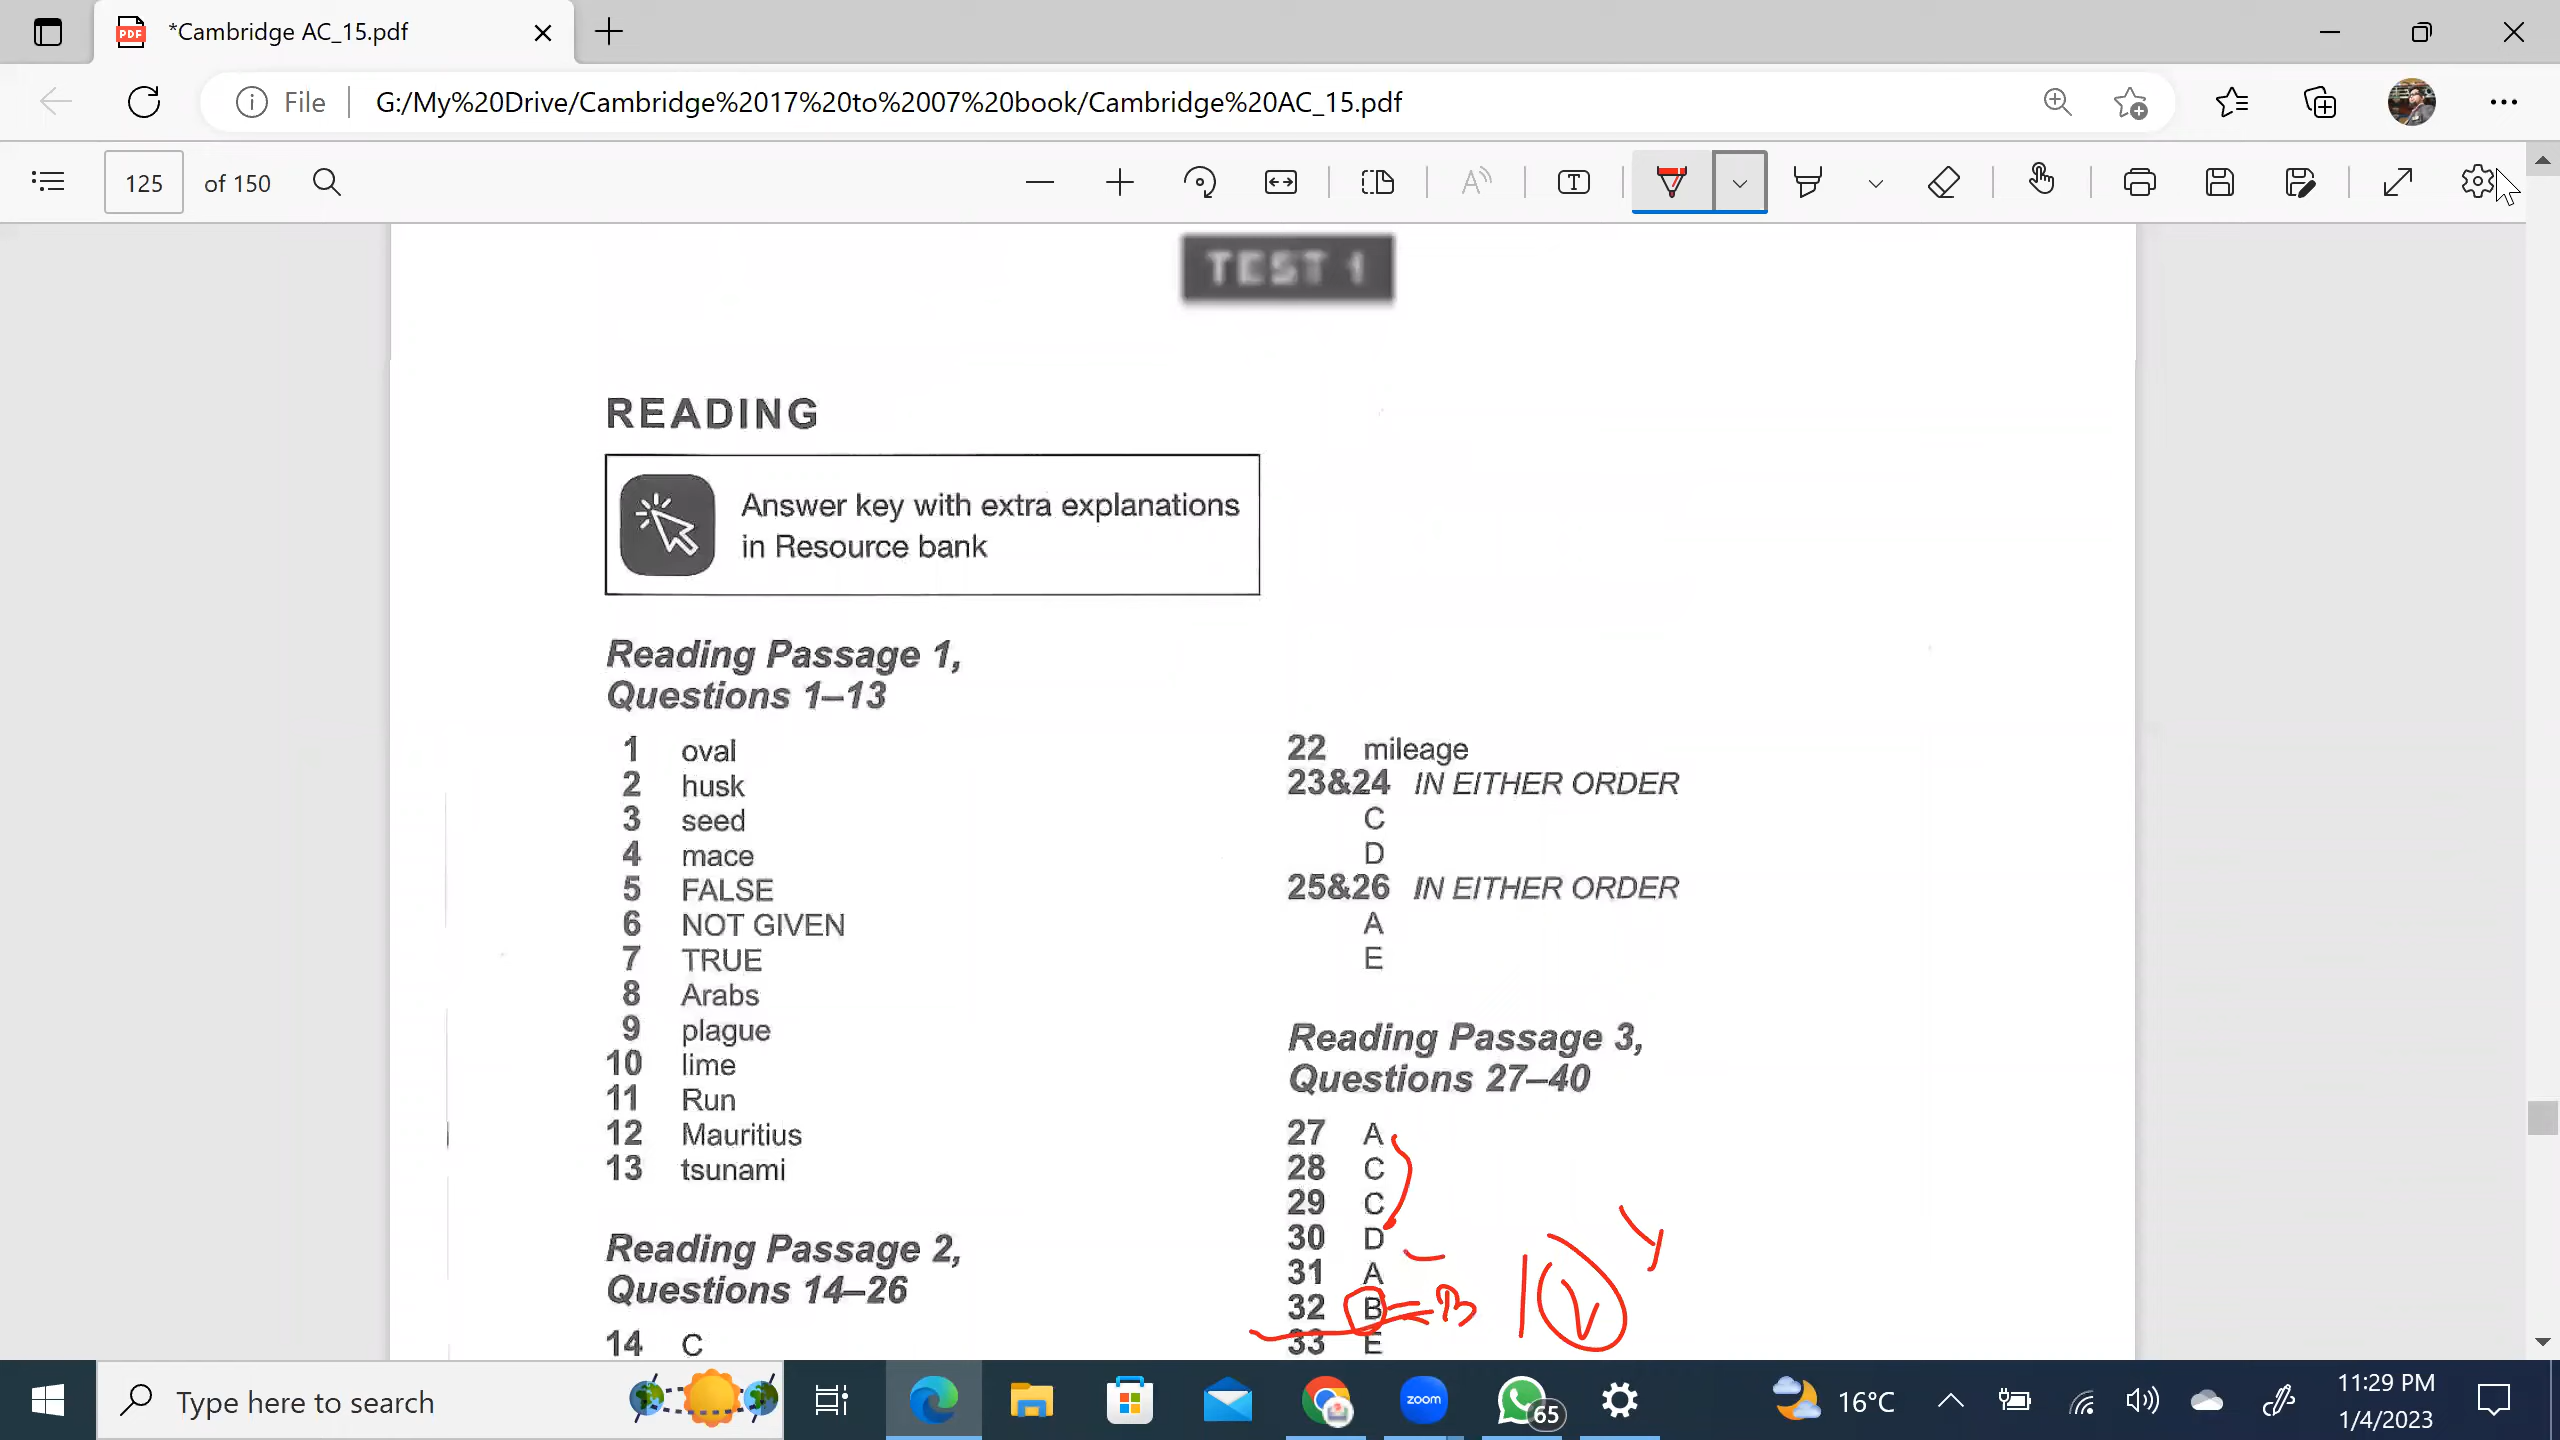 *Cambridge AC_15.pdf
File
G:/My%20Drive/Cambridge%2017%20to%2007%20book/Cambridge%20AC_15.pdf
125 of 150
TEST 1
READING
Answer key with extra explanations
in Resource bank
Reading Passage 1,
Questions 1–13
1 oval
2 husk
3 seed
4 mace
5 FALSE
6 NOT GIVEN
7 TRUE
8 Arabs
9 plague
10 lime
11 Run
12 Mauritius
13 tsunami
Reading Passage 2,
Questions 14–26
14 C
22 mileage
23&24 IN EITHER ORDER
C
D
25&26 IN EITHER ORDER
A
E
Reading Passage 3,
Questions 27–40
27 A
28 C
29 C
30 D
31 A
32 B = B
33 E
Type here to search
zoom
65
16°C
11:29 PM
1/4/2023